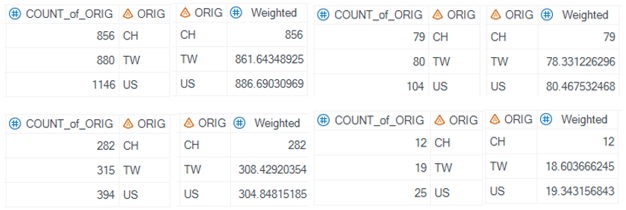 COUNT_of_ORIG ORIG ORIG Weighted
856 CH CH 856
880 TW TW 861.64348925
1146 US US 886.69030969
COUNT_of_ORIG ORIG ORIG Weighted
79 CH CH 79
80 TW TW 78.331226296
104 US US 80.467532468
COUNT_of_ORIG ORIG ORIG Weighted
282 CH CH 282
315 TW TW 308.42920354
394 US US 304.84815185
COUNT_of_ORIG ORIG ORIG Weighted
12 CH CH 12
19 TW TW 18.603666245
25 US US 19.343156843